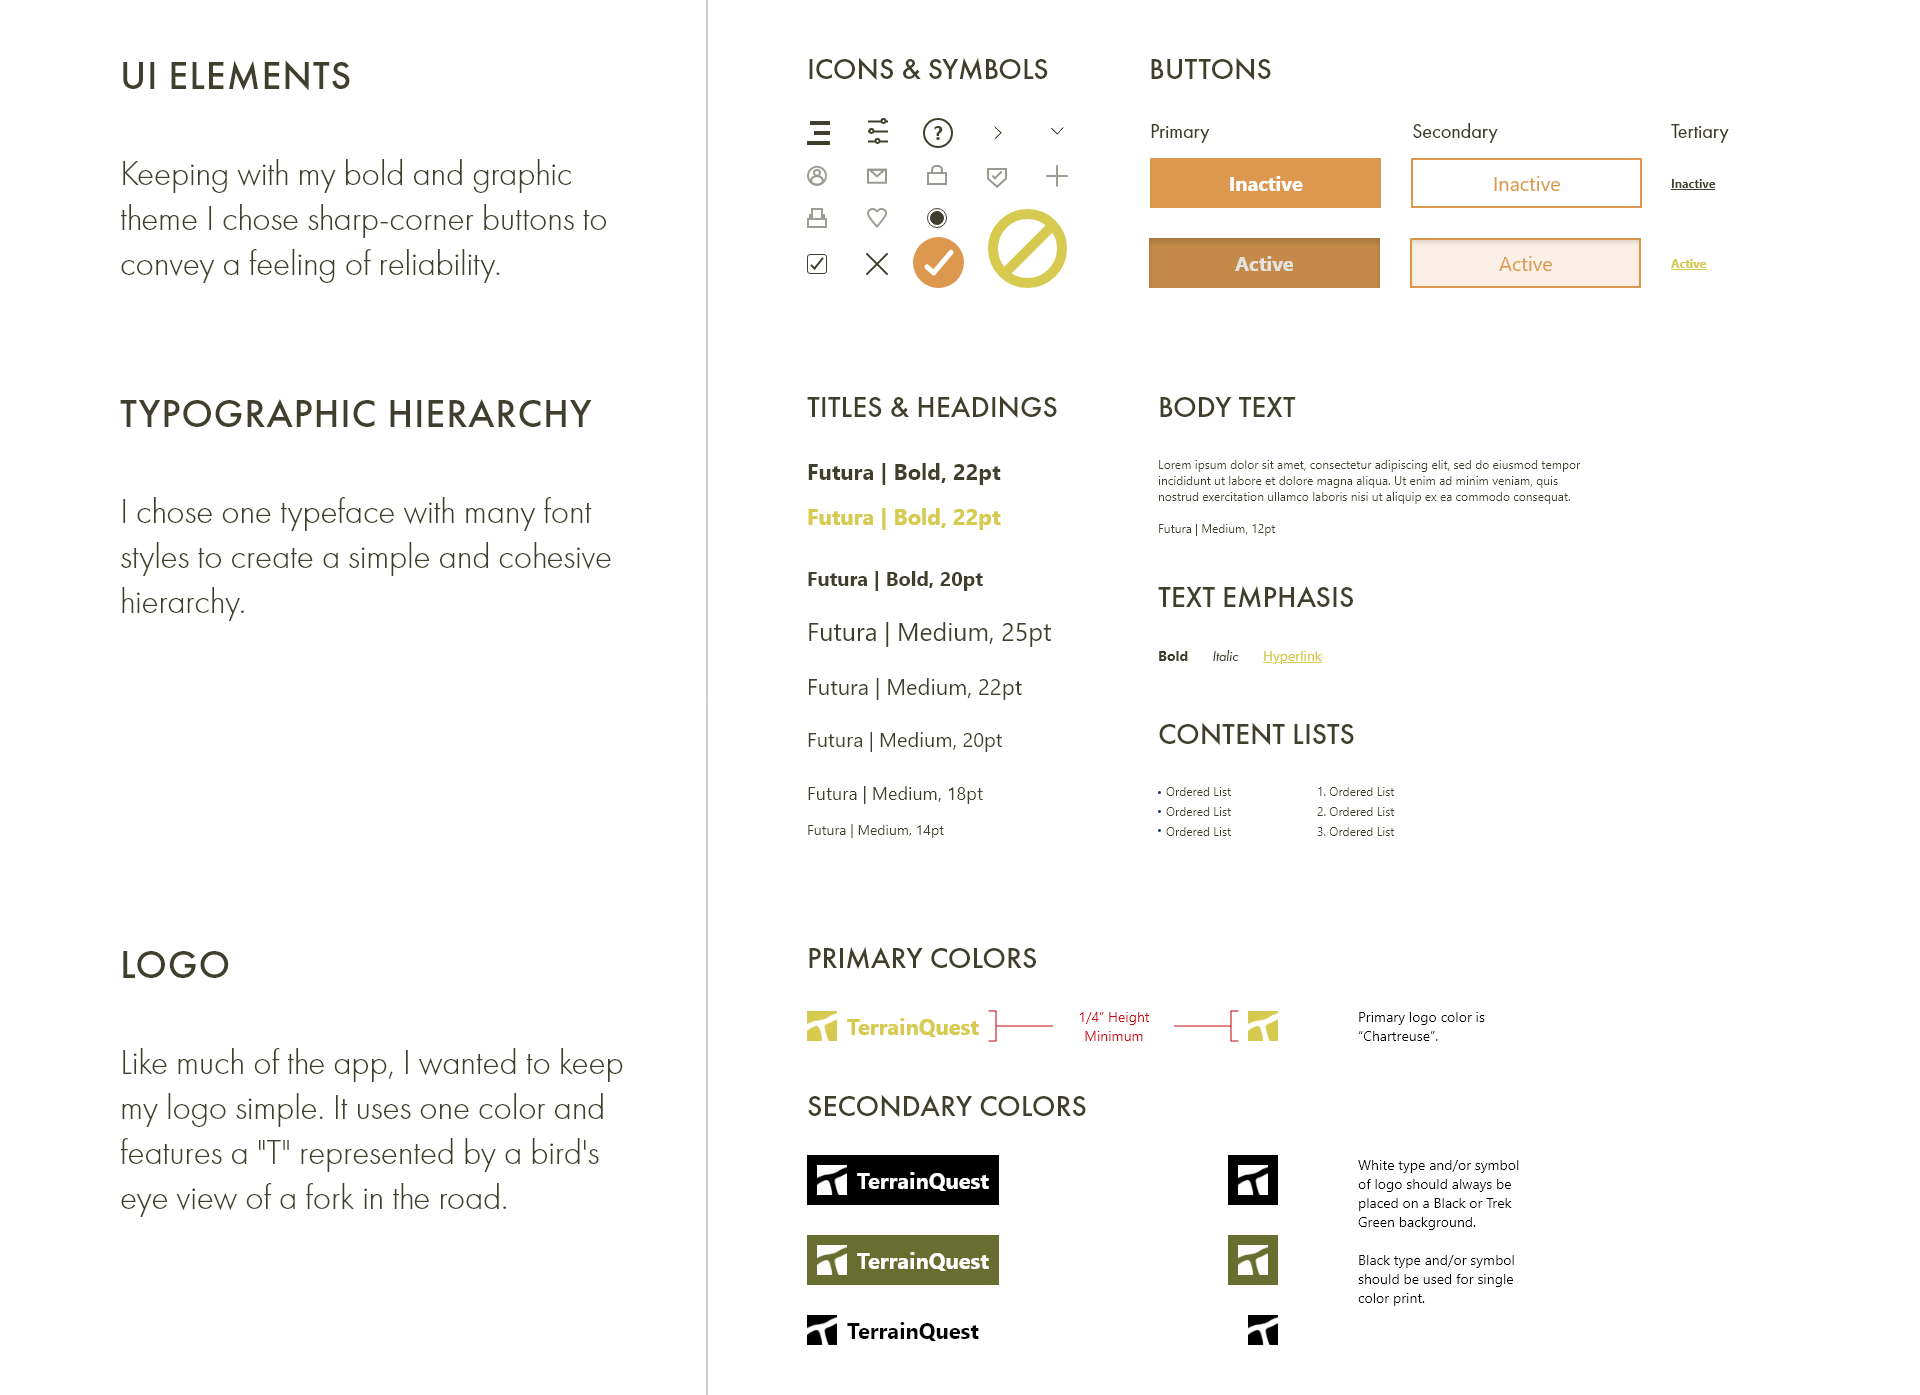 UI ELEMENTS
Keeping with my bold and graphic
theme I chose sharp-corner buttons to
convey a feeling of reliability.
ICONS & SYMBOLS
?
BUTTONS
Primary
Secondary
Tertiary
Inactive
Inactive
Inactive
Active
Active
Active
TYPOGRAPHIC HIERARCHY
I chose one typeface with many font
styles to create a simple and cohesive
hierarchy.
TITLES & HEADINGS
Futura | Bold, 22pt
Futura | Bold, 22pt
Futura | Bold, 20pt
Futura | Medium, 25pt
Futura | Medium, 22pt
Futura | Medium, 20pt
Futura | Medium, 18pt
Futura | Medium, 14pt
BODY TEXT
Lorem ipsum dolor sit amet, consectetur adipiscing elit, sed do eiusmod tempor
incididunt ut labore et dolore magna aliqua. Ut enim ad minim veniam, quis
nostrud exercitation ullamco laboris nisi ut aliquip ex ea commodo consequat.
Futura | Medium, 12pt
TEXT EMPHASIS
Bold Italic Hyperlink
CONTENT LISTS
• Ordered List
• Ordered List
• Ordered List
1. Ordered List
2. Ordered List
3. Ordered List
LOGO
Like much of the app, I wanted to keep
my logo simple. It uses one color and
features a "T" represented by a bird's
eye view of a fork in the road.
PRIMARY COLORS
TerrainQuest
1/4” Height
Minimum
Primary logo color is
“Chartreuse”.
SECONDARY COLORS
TerrainQuest
TerrainQuest
TerrainQuest
White type and/or symbol
of logo should always be
placed on a Black or Trek
Green background.
Black type and/or symbol
should be used for single
color print.